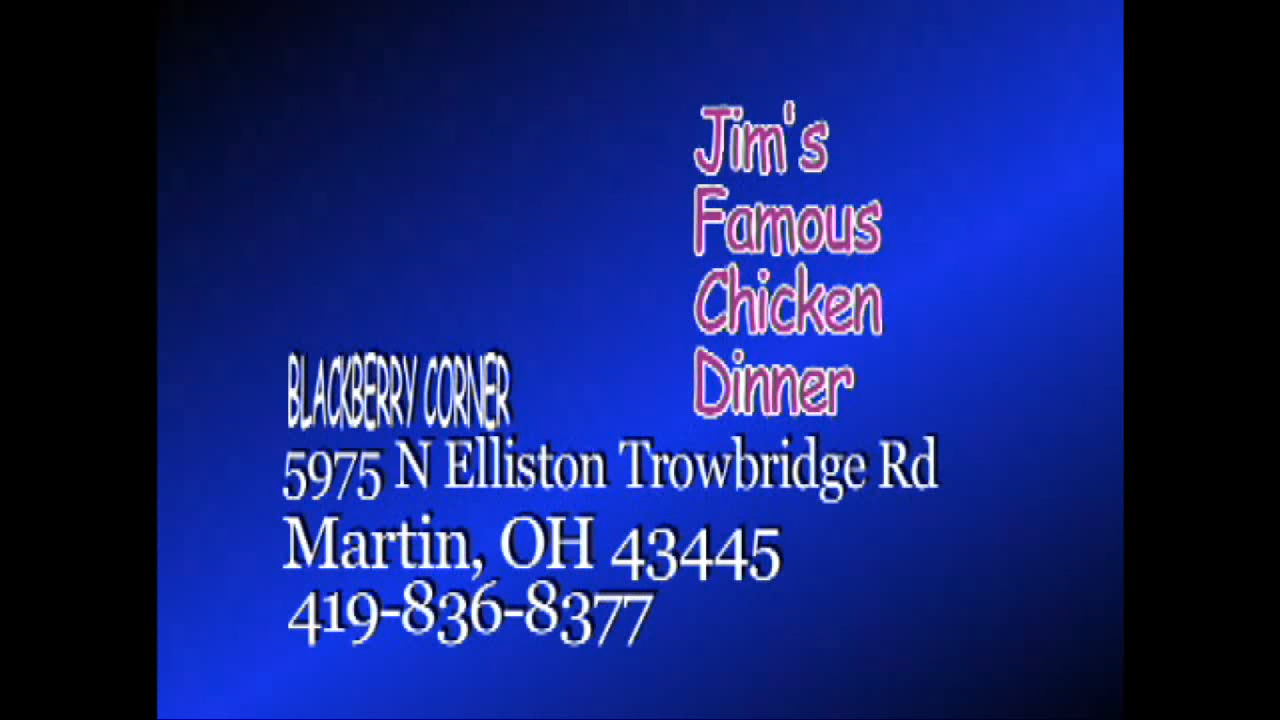 Jim's
Famous
Chicken
Dinner
BLACKBERRY CORNER
5975 N Elliston Trowbridge Rd
Martin, OH 43445
419-836-8377